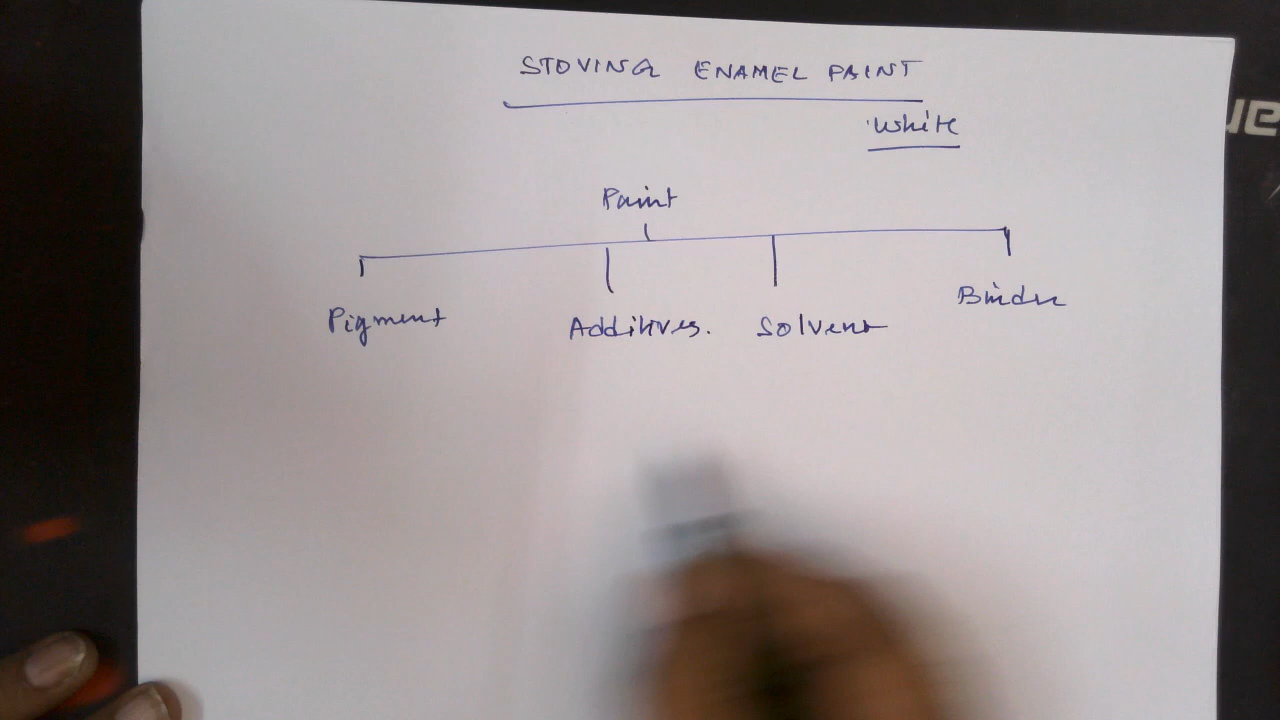 STOVING ENAMEL PAINT
White
Paint
Pigment Additives. Solvent Binder